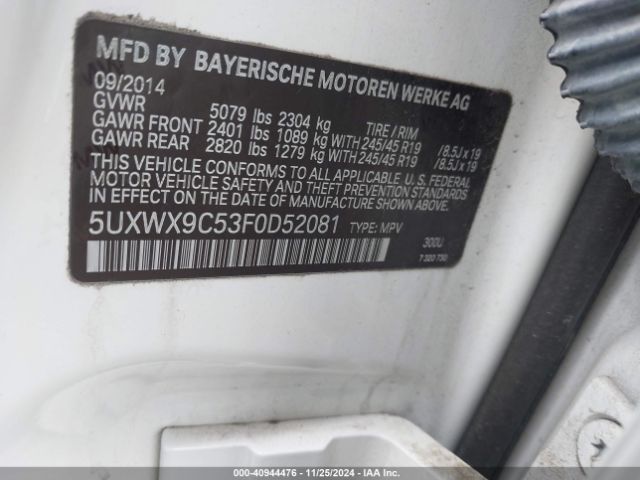 MFD BY BAYERISCHE MOTOREN WERKE AG
09/2014
GVWR 5079 lbs 2304 kg TIRE / RIM
GAWR FRONT 2401 lbs 1089 kg WITH 245/45 R19 /8.5J x 19
GAWR REAR 2820 lbs 1279 kg WITH 245/45 R19 /8.5J x 19
THIS VEHICLE CONFORMS TO ALL APPLICABLE U.S. FEDERAL
MOTOR VEHICLE SAFETY AND THEFT PREVENTION STANDARDS
IN EFFECT ON THE DATE OF MANUFACTURE SHOWN ABOVE.
5UXWX9C53F0D52081 TYPE: MPV 300U
7 320 730
000-40944476 • 11/25/2024 • IAA Inc.